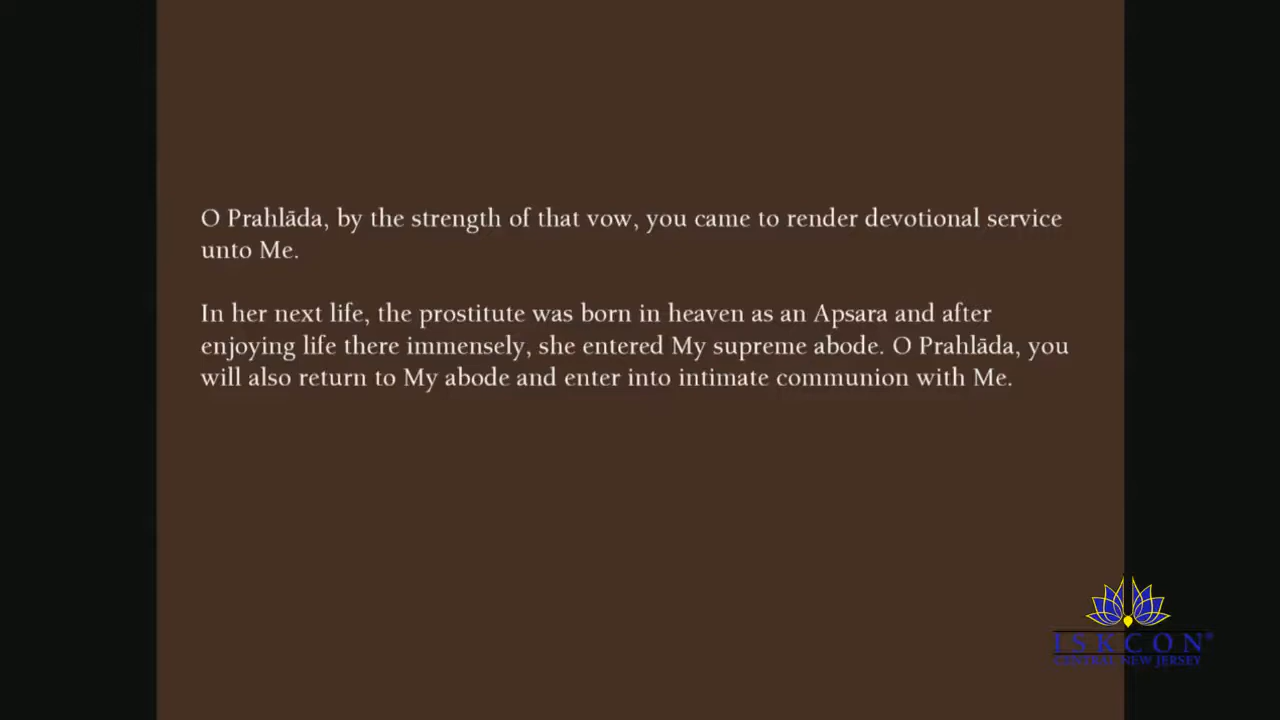 O Prahlāda, by the strength of that vow, you came to render devotional service
unto Me.
In her next life, the prostitute was born in heaven as an Apsara and after
enjoying life there immensely, she entered My supreme abode. O Prahlāda, you
will also return to My abode and enter into intimate communion with Me.
ISKCON®
CENTRAL NEW JERSEY